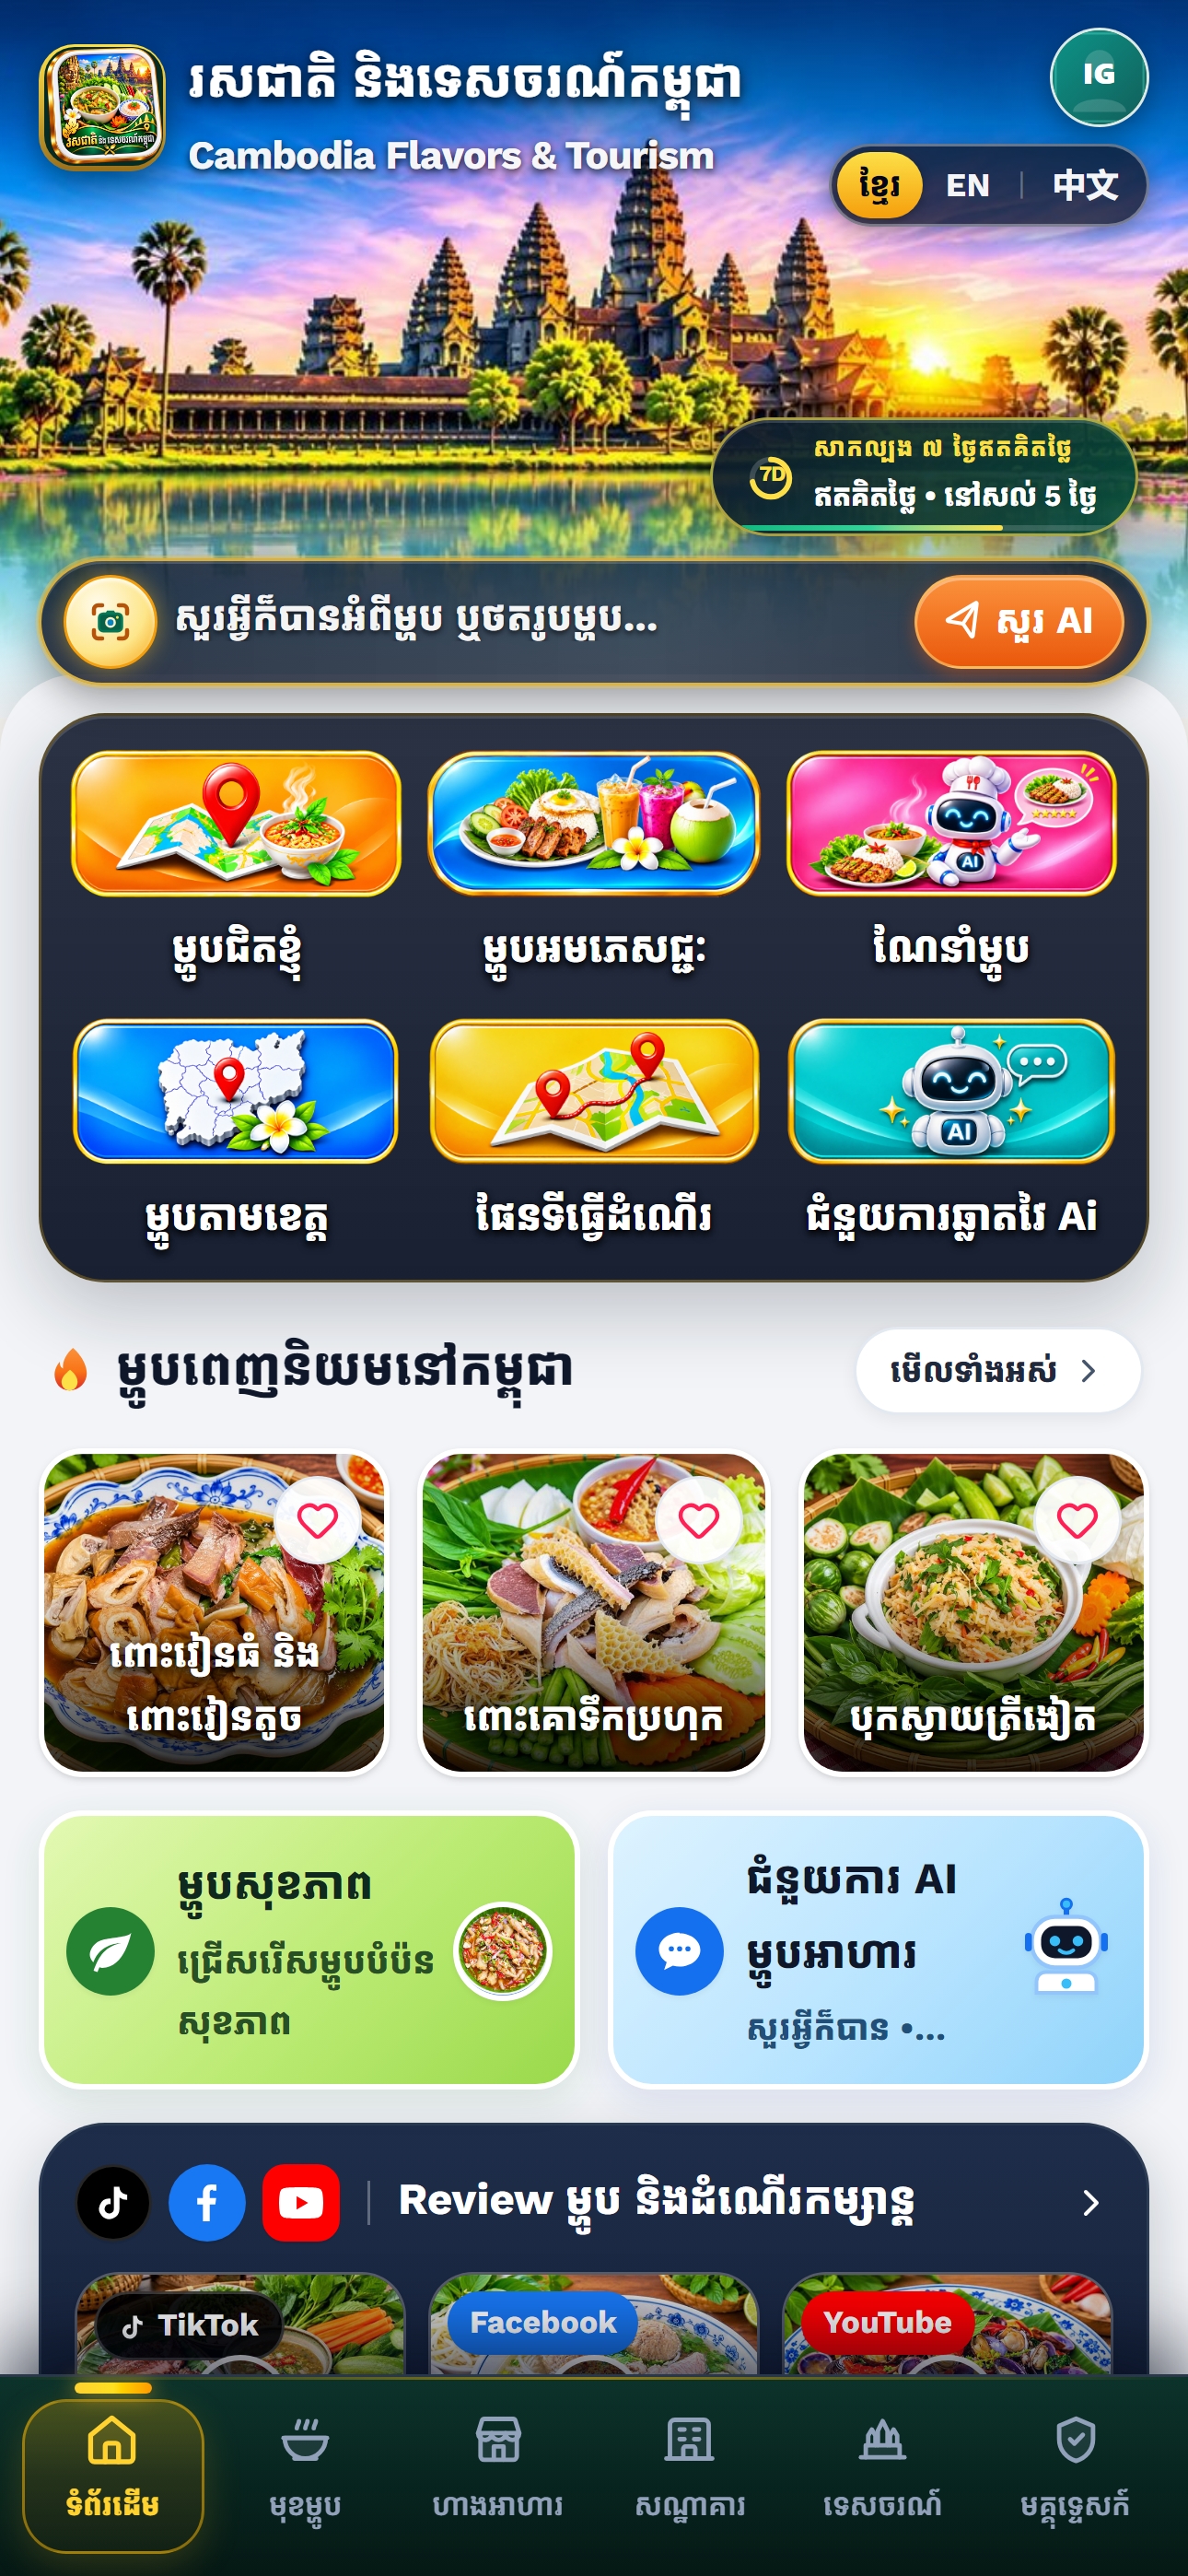 រសជាតិ និងទេសចរណ៍កម្ពុជា
Cambodia Flavors & Tourism
IG
ខ្មែរ
EN
中文
7D
សាកល្បង ៧ ថ្ងៃឥតគិតថ្លៃ
ឥតគិតថ្លៃ • នៅសល់ 5 ថ្ងៃ
សួរអ្វីក៏បានអំពីម្ហូប ឬថតរូបម្ហូប...
សួរ AI
AI
ម្ហូបជិតខ្ញុំ
ម្ហូបអមភេសជ្ជៈ
ណែនាំម្ហូប
AI
ម្ហូបតាមខេត្ត
ផែនទីធ្វើដំណើរ
ជំនួយការឆ្លាតវៃ Ai
ម្ហូបពេញនិយមនៅកម្ពុជា
មើលទាំងអស់
ពោះវៀនធំ និង
ពោះវៀនតូច
ពោះគោទឹកប្រហុក
បុកស្វាយត្រីងៀត
ម្ហូបសុខភាព
ជ្រើសរើសម្ហូបបំប៉ន
សុខភាព
ជំនួយការ AI
ម្ហូបអាហារ
សួរអ្វីក៏បាន •...
Review ម្ហូប និងដំណើរកម្សាន្ត
TikTok
Facebook
YouTube
ទំព័រដើម
មុខម្ហូប
ហាងអាហារ
សណ្ឋាគារ
ទេសចរណ៍
មគ្គុទ្ទេសក៍